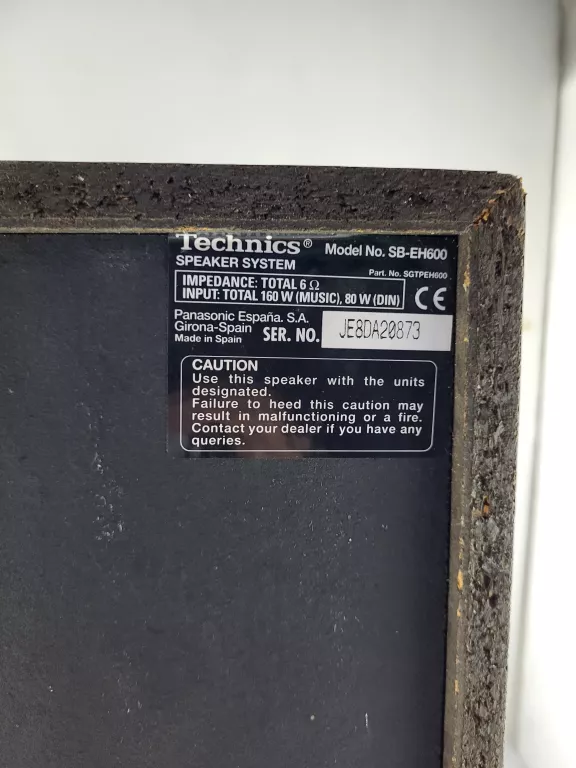 Technics® Model No. SB-EH600
SPEAKER SYSTEM Part. No. SGTPEH600
IMPEDANCE: TOTAL 6 Ω
INPUT: TOTAL 160 W (MUSIC), 80 W (DIN) CE
Panasonic España. S.A.
Girona-Spain
Made in Spain SER. NO. JE8DA20873
CAUTION
Use this speaker with the units
designated.
Failure to heed this caution may
result in malfunctioning or a fire.
Contact your dealer if you have any
queries.